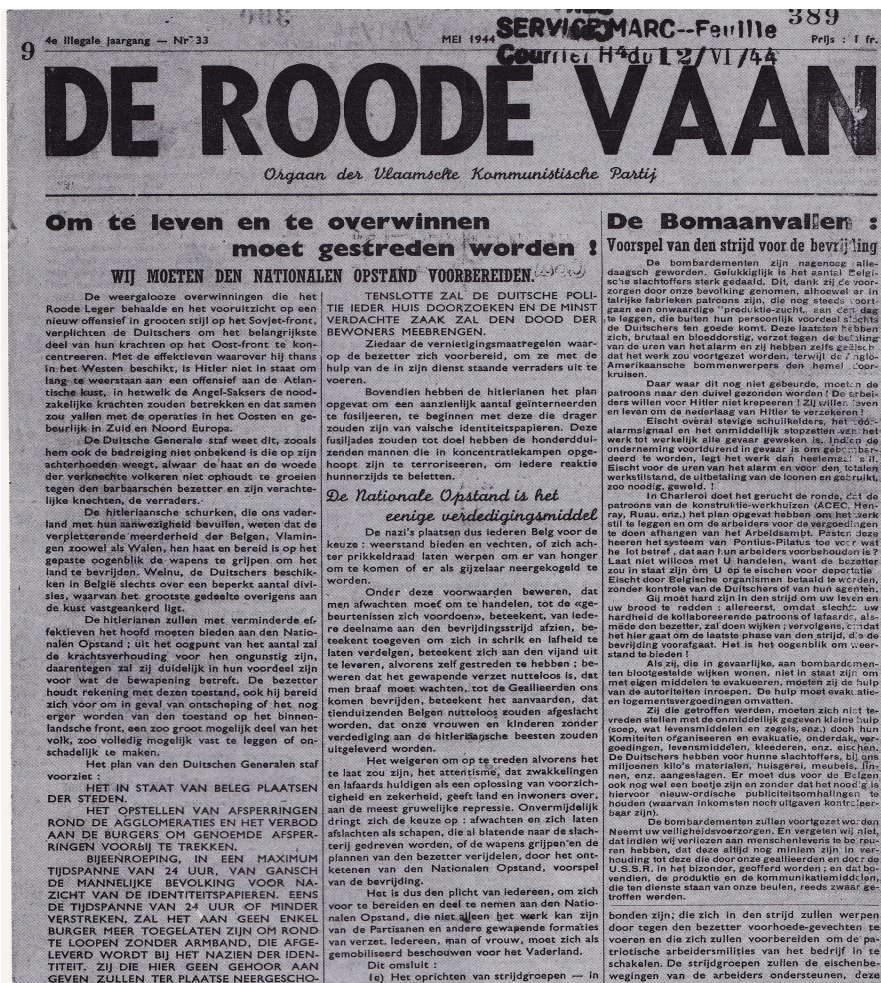 389
SERVICE MARC--Feuille
Courrier H4 du 12/VI/44
9
4e Illegale Jaargang — Nr 33
MEI 1944
Prijs : 1 fr.
DE ROODE VAAN
Orgaan der Vlaamsche Kommunistische Partij
Om te leven en te overwinnen
moet gestreden worden !
WIJ MOETEN DEN NATIONALEN OPSTAND VOORBEREIDEN.
De weergalooze overwinningen die het
Roode Leger behaalde en het vooruitzicht op een
nieuw offensief in grooten stijl op het Sovjet-front,
verplichten de Duitschers om het belangrijkste
deel van hun krachten op het Oost-front te kon-
centreeren. Met de effektieven waarover hij thans
in het Westen beschikt, is Hitler niet in staat om
lang te weerstaan aan een offensief aan de Atlan-
tische kust, in hetwelk de Angel-Saksers de nood-
zakelijke krachten zouden betrekken en dat samen
zou vallen met de operaties in het Oosten en ge-
beurlijk in Zuid en Noord Europa.
De Duitsche Generale staf weet dit, zooals
hem ook de bedreiging niet onbekend is die op zijn
achterhoeden weegt, alwaar de haat en de woede
der verknechte volkeren niet ophoudt te groeien
tegen den barbaarschen bezetter en zijn verachte-
lijke knechten, de verraders.
De hitleriaansche schurken, die ons vader-
land met hun aanwezigheid bevuilen, weten dat de
verpletterende meerderheid der Belgen, Vlamin-
gen zoowel als Walen, hen haat en bereid is op het
gepaste oogenblik de wapens te grijpen om het
land te bevrijden. Welnu, de Duitschers beschik-
ken in België slechts over een beperkt aantal divi-
sies, waarvan het grootste gedeelte overigens aan
de kust vastgeankerd ligt.
De hitlerianen zullen met verminderde ef-
fektieven het hoofd moeten bieden aan den Natio-
nalen Opstand ; uit het oogpunt van het aantal zal
de krachtsverhouding voor hen ongunstig zijn,
daarentegen zal zij duidelijk in hun voordeel zijn
voor wat de bewapening betreft. De bezetter
houdt rekening met dezen toestand, ook hij bereid
zich vóór om in geval van ontscheping of het nog
erger worden van den toestand op het binnen-
landsche front, een zoo groot mogelijk deel van het
volk, zoo volledig mogelijk vast te leggen of on-
schadelijk te maken.
Het plan van den Duitschen Generalen staf
voorziet :
HET IN STAAT VAN BELEG PLAATSEN
DER STEDEN.
HET OPSTELLEN VAN AFSPERRINGEN
ROND DE AGGLOMERATIES EN HET VERBOD
AAN DE BURGERS OM GENOEMDE AFSPER-
RINGEN VOORBIJ TE TREKKEN.
BIJEENROEPING, IN EEN MAXIMUM
TIJDSPANNE VAN 24 UUR, VAN GANSCH
DE MANNELIJKE BEVOLKING VOOR NA-
ZICHT VAN DE IDENTITEITSPAPIEREN. EENS
DE TIJDSPANNE VAN 24 UUR OF MINDER
VERSTREKEN, ZAL HET AAN GEEN ENKEL
BURGER MEER TOEGELATEN ZIJN OM ROND
TE LOOPEN ZONDER ARMBAND, DIE AFGE-
LEVERD WORDT BIJ HET NAZIEN DER IDEN-
TITEIT. ZIJ DIE HIER GEEN GEHOOR AAN
GEVEN ZULLEN TER PLAATSE NEERGESCHO-
TENSLOTTE ZAL DE DUITSCHE POLI-
TIE IEDER HUIS DOORZOEKEN EN DE MINST
VERDACHTE ZAAK ZAL DEN DOOD DER
BEWONERS MEEBRENGEN.
Ziedaar de vernietigingsmaatregelen waar-
op de bezetter zich voorbereid, om ze met de
hulp van de in zijn dienst staande verraders uit te
voeren.
Bovendien hebben de hitlerianen het plan
opgevat om een aanzienlijk aantal geïnterneerden
te fusiljeeren, te beginnen met deze die drager
zouden zijn van valsche identiteitspapieren. Deze
fusiljades zouden tot doel hebben de honderddui-
zenden mannen die in koncentratiekampen opge-
hoopt zijn te terroriseeren, om iedere reaktie
hunnerzijds te beletten.
De Nationale Opstand is het
eenige verdedigingsmiddel
De nazi's plaatsen dus iederen Belg voor de
keuze : weerstand bieden en vechten, of zich ach-
ter prikkeldraad laten werpen om er van honger
om te komen of er als gijzelaar neergekogeld te
worden.
Onder deze voorwaarden beweren, dat
men afwachten moet om te handelen, tot de «ge-
beurtenissen zich voordoen», beteekent, van iede-
re deelname aan den bevrijdingsstrijd afzien, be-
teekent toegeven om zich in schrik en lafheid te
laten verdelgen, beteekent zich aan den vijand uit
te leveren, alvorens zelf gestreden te hebben ; be-
weren dat het gewapende verzet nutteloos is, dat
men braaf moet wachten, tot de Geallieerden ons
komen bevrijden, beteekent het aanvaarden, dat
tienduizenden Belgen nutteloos zouden afgeslacht
worden, dat onze vrouwen en kinderen zonder
verdediging aan de hitleriaansche beesten zouden
uitgeleverd worden.
Het weigeren om op te treden alvorens het
te laat zou zijn, het attentisme, dat zwakkelingen
en lafaards huldigen als een oplossing van voorzich-
tigheid en zekerheid, geeft land en inwoners over,
aan de meest gruwelijke repressie. Onvermijdelijk
dringt zich de keuze op : afwachten en zich laten
afslachten als schapen, die al blatende naar de slach-
terij gedreven worden, of de wapens grijpen en de
plannen van den bezetter verijdelen, door het ont-
ketenen van den Nationalen Opstand, voorspel
van de bevrijding.
Het is dus den plicht van iedereen, om zich
voor te bereiden en deel te nemen aan den Natio-
nalen Opstand, die niet alleen het werk kan zijn
van de Partisanen en andere gewapende formaties
van verzet. Iedereen, man of vrouw, moet zich als
gemobiliseerd beschouwen voor het Vaderland.
Dit omsluit :
1e) Het oprichten van strijdgroepen — in
De Bomaanvallen :
Voorspel van den strijd voor de bevrijding
De bombardementen zijn nagenoeg alle-
daagsch geworden. Gelukkiglijk is het aantal Belgi-
sche slachtoffers sterk gedaald. Dit, dank zij de voor-
zorgen door onze bevolking genomen, alhoewel er in
talrijke fabrieken patroons zijn, die nog steeds voort-
gaan een onwaardige "produktie-zucht, aan den dag
te leggen, die buiten hun persoonlijk voordeel slechts
de Duitschers ten goede komt. Deze laatsten hebben
zich, brutaal en bloeddorstig, verzet tegen de betaling
van de uren van het alarm en zij hebben zelfs geëischt,
dat het werk zou voortgezet worden, terwijl de Anglo-
Amerikaansche bommenwerpers den hemel door-
kruisen.
Daar waar dit nog niet gebeurde, moeten de
patroons naar den duivel gezonden worden ! De arbei-
ders willen voor Hitler niet krepeeren ! Zij willen leven
en leven om de nederlaag van Hitler te verzekeren !
Eischt overal stevige schuilkelders, het voor-
alarmsignaal en het onmiddellijk stopzetten van het
werk tot werkelijk alle gevaar geweken is. Indien de
onderneming voortdurend in gevaar is om gebombar-
deerd te worden, legt het werk dan heelemaal stil.
Eischt voor de uren van het alarm en voor den totalen
werkstilstand, de uitbetaling van de loonen en gebruikt,
zoo noodig, geweld. !
In Charleroi doet het gerucht de ronde, dat de
patroons van de konstruktie-werkhuizen (ACEC, Hen-
ray, Ruau, enz.) het plan opgevat hebben om het werk
stil te leggen en om de arbeiders voor de vergoedingen
te doen afhangen van het Arbeidsambt. Pasten deze
heeren het systeem van Pontius-Pilatus toe voor wat
he lot betref, dat aan hun arbeiders voorbehouden is ?
Laat niet willoos met U handelen, want de bezetter
zou in staat zijn om U op te eischen voor deportatie
Eischt door Belgische organismen betaald te worden,
zonder kontrole van de Duitschers of van hun agenten.
Gij moet hard zijn in den strijd om uw leven en
uw brood te redden : allereerst, omdat slechts uw
hardheid de kollaboreerende patroons of lafaards, als-
mede den bezetter, zal doen wijken ; vervolgens, omdat
het hier gaat om de laatste phase van den strijd, die de
bevrijding voorafgaat. Het is het oogenblik om weer-
stand te bieden !
Als zij, die in gevaarlijke, aan bombardemen-
ten blootgestelde wijken wonen, niet in staat zijn om
met eigen middelen te evakueeren, moeten zij de hulp
van de autoriteiten inroepen. De hulp moet evakuatie-
en logementsvergoedingen omvatten.
Zij die getroffen werden, moeten zich niet te-
vreden stellen met de onmiddellijk gegeven kleine hulp
(soep, wat levensmiddelen en zegels, enz.) doch hun
Komiteiten organiseeren en evakuatie, onderdak, ver-
goedingen, levensmiddelen, kleederen, enz. eischen.
De Duitschers hebben voor hunne slachtoffers, bij ons
miljoenen kilo's materialen, huisgerief, meubels, lin-
nen, enz. aangeslagen. Er moet dus voor de Belgen
ook nog wel een beetje zijn en zonder dat het noodig is
hiervoor nieuw-ordische publiciteitsomhalingen te
houden (waarvan inkomsten noch uitgaven kontroleer-
baar zijn).
De bombardementen zullen voortgezet worden
Neemt uw veiligheidsvoorzorgen. En vergeten wij niet,
dat indien wij verliezen aan menschenlevens te betreu-
ren hebben, dat deze altijd nog miniem zijn in ver-
houding tot deze die door onze geallieerden en door de
U.S.S.R. in het bizonder, geofferd worden ; en dat bo-
vendien, de produktie en de kommunikatiemiddelen,
die ten dienste staan van onze beulen, reeds zwaar ge-
troffen werden.
bonden zijn; die zich in den strijd zullen werpen
door tegen den bezetter voorhoede-gevechten te
voeren en die zich zullen voorbereiden om de pa-
triotische arbeidersmilities van het bedrijf in te
schakelen. De strijdgroepen zullen de eischenbe-
wegingen van de arbeiders ondersteunen, deze